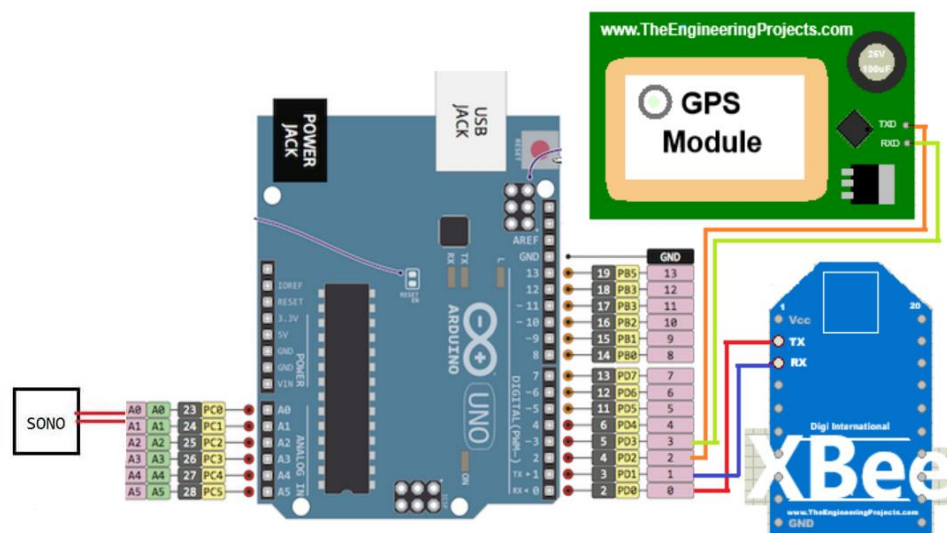 www.TheEngineeringProjects.com
25V
100uF
GPS
Module
TXD
RXD
POWER
JACK
USB
JACK
RESET
AREF
GND
13
12
~11
~10
~9
8
7
~6
~5
4
~3
2
TX→1
RX←0
RX
TX
L
RESET
EN
IOREF
RESET
3.3V
5V
GND
GND
VIN
POWER
ARDUINO
UNO
DIGITAL (PWM~)
ON
A0
A1
A2
A3
A4
A5
ANALOG IN
SONO
A0 A0 23 PC0
A1 A1 24 PC1
A2 A2 25 PC2
A3 A3 26 PC3
A4 A4 27 PC4
A5 A5 28 PC5
GND
19 PB5 13
18 PB3 12
17 PB3 11
16 PB2 10
15 PB1 9
14 PB0 8
13 PD7 7
12 PD6 6
11 PD5 5
6 PD4 4
5 PD3 3
4 PD2 2
3 PD1 1
2 PD0 0
1
20
Vcc
TX
RX
Digi International
XBee
www.TheEngineeringProjects.com
GND